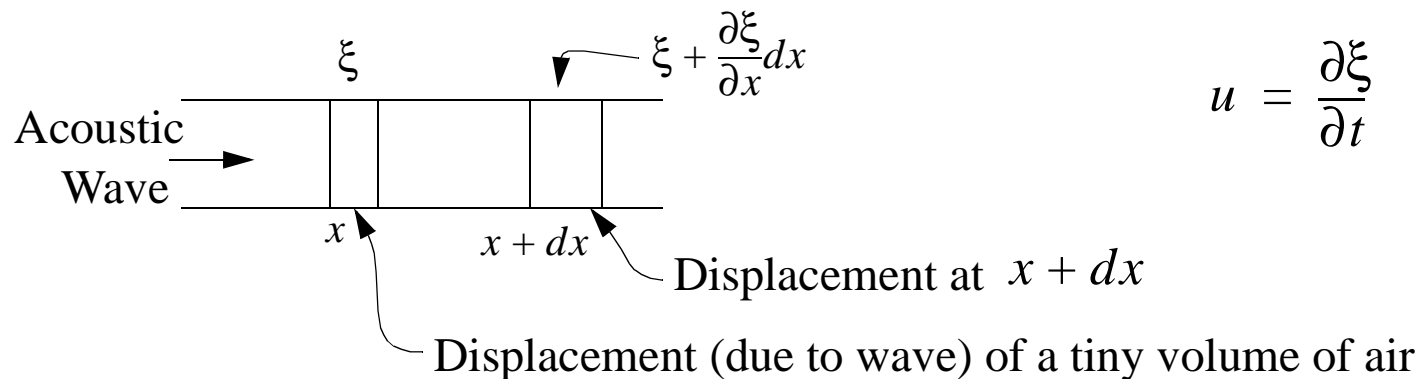 ξ
ξ + ∂ξ/∂x dx
u = ∂ξ/∂t
Acoustic
Wave
x
x + dx
Displacement at x + dx
Displacement (due to wave) of a tiny volume of air